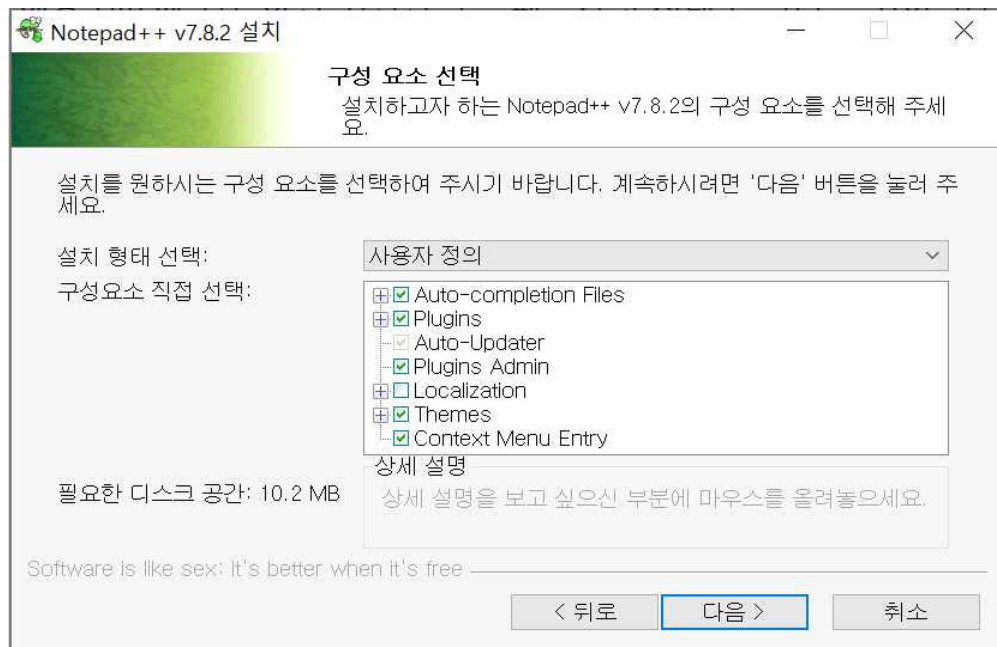 Notepad++ v7.8.2 설치
구성 요소 선택
설치하고자 하는 Notepad++ v7.8.2의 구성 요소를 선택해 주세
요.
설치를 원하시는 구성 요소를 선택하여 주시기 바랍니다. 계속하시려면 '다음' 버튼을 눌러 주
세요.
설치 형태 선택:
사용자 정의
구성요소 직접 선택:
Auto-completion Files
Plugins
Auto-Updater
Plugins Admin
Localization
Themes
Context Menu Entry
상세 설명
필요한 디스크 공간: 10.2 MB
상세 설명을 보고 싶으신 부분에 마우스를 올려놓으세요.
Software is like sex: It's better when it's free
< 뒤로
다음 >
취소